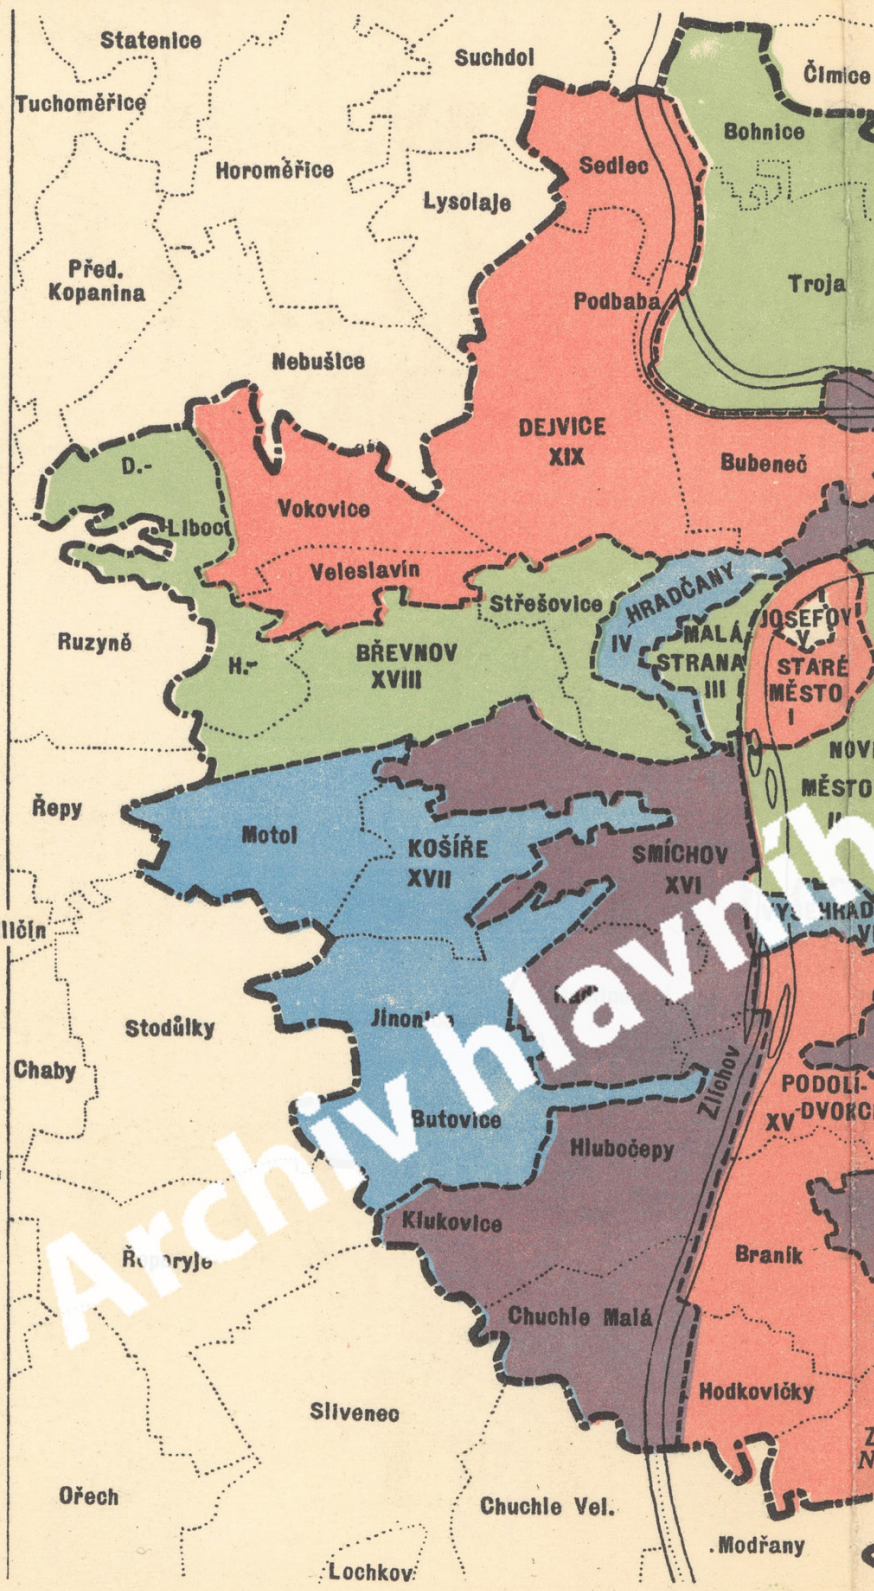 Statenice
Suchdol
Čimice
Tuchoměřice
Bohnice
Horoměřice
Sedlec
Lysolaje
Před.
Kopanina
Troja
Podbaba
Nebušice
DEJVICE
XIX
Bubeneč
D.-
Vokovice
Liboc
Veleslavín
HRADČANY
IV
Střešovice
JOSEFOV
V
MALÁ
STRANA
III
Ruzyně
BŘEVNOV
XVIII
H.-
STARÉ
MĚSTO
I
MĚSTO
Řepy
Motol
KOŠÍŘE
XVII
SMÍCHOV
XVI
Stodůlky
Chaby
Zlíchov
PODOLÍ-
XV
Butovice
Hlubočepy
Klukovice
Braník
Chuchle Malá
Hodkovičky
Slivenec
Ořech
Chuchle Vel.
Modřany
Lochkov
Archiv hlavníh